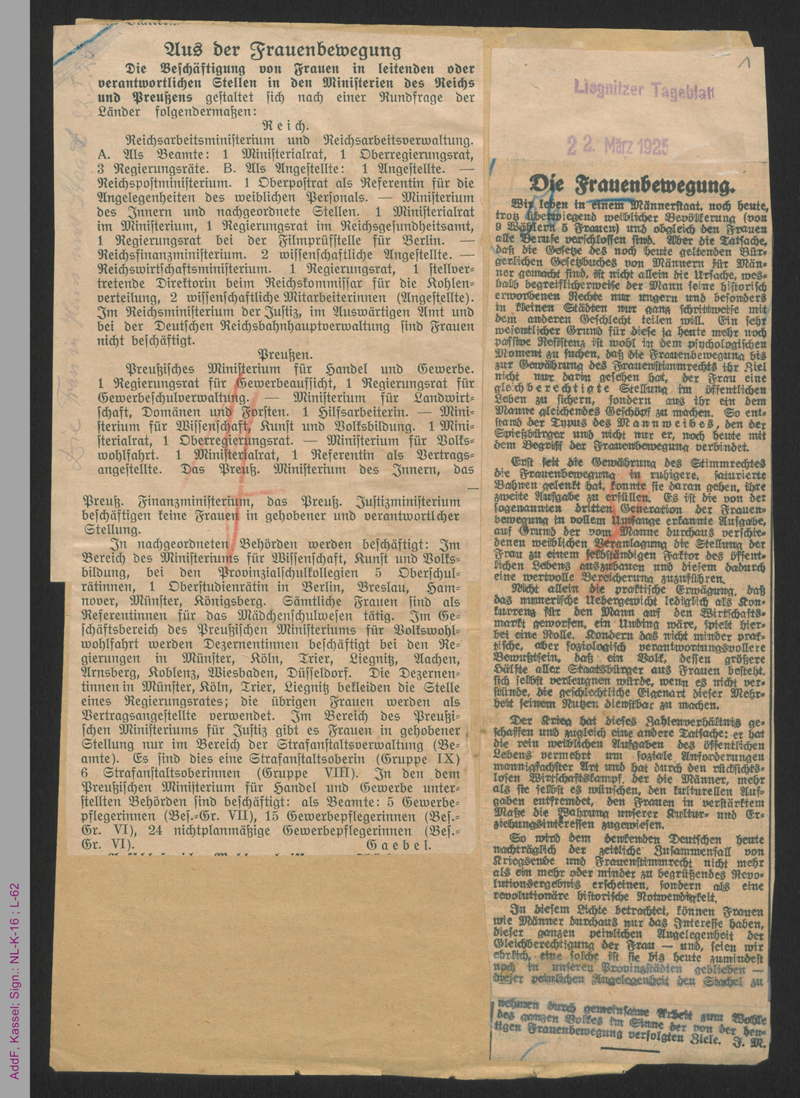 Aus der Frauenbewegung
Die Beschäftigung von Frauen in leitenden oder
verantwortlichen Stellen in den Ministerien des Reichs
und Preußens gestaltet sich nach einer Rundfrage der
Länder folgendermaßen:
Reich.
Reichsarbeitsministerium und Reichsarbeitsverwaltung.
A. Als Beamte: 1 Ministerialrat, 1 Oberregierungsrat,
3 Regierungsräte. B. Als Angestellte: 1 Angestellte. —
Reichspostministerium. 1 Oberpostrat als Referentin für die
Angelegenheiten des weiblichen Personals. — Ministerium
des Innern und nachgeordnete Stellen. 1 Ministerialrat
im Ministerium, 1 Regierungsrat im Reichsgesundheitsamt,
1 Regierungsrat bei der Filmprüfstelle für Berlin. —
Reichsfinanzministerium. 2 wissenschaftliche Angestellte. —
Reichswirtschaftsministerium. 1 Regierungsrat, 1 stellver-
tretende Direktorin beim Reichskommissar für die Kohlen-
verteilung, 2 wissenschaftliche Mitarbeiterinnen (Angestellte).
Im Reichsministerium der Justiz, im Auswärtigen Amt und
bei der Deutschen Reichsbahnhauptverwaltung sind Frauen
nicht beschäftigt.
Preußen.
Preußisches Ministerium für Handel und Gewerbe.
1 Regierungsrat für Gewerbeaufsicht, 1 Regierungsrat für
Gewerbeschulverwaltung. — Ministerium für Landwirt-
schaft, Domänen und Forsten. 1 Hilfsarbeiterin. — Mini-
sterium für Wissenschaft, Kunst und Volksbildung. 1 Mini-
sterialrat, 1 Oberregierungsrat. — Ministerium für Volks-
wohlfahrt. 1 Ministerialrat, 1 Referentin als Vertrags-
angestellte. Das Preuß. Ministerium des Innern, das
Preuß. Finanzministerium, das Preuß. Justizministerium
beschäftigen keine Frauen in gehobener und verantwortlicher
Stellung.
In nachgeordneten Behörden werden beschäftigt: Im
Bereich des Ministeriums für Wissenschaft, Kunst und Volks-
bildung, bei den Provinzialschulkollegien 5 Oberschul-
rätinnen, 1 Oberstudienrätin in Berlin, Breslau, Han-
nover, Münster, Königsberg. Sämtliche Frauen sind als
Referentinnen für das Mädchenschulwesen tätig. Im Ge-
schäftsbereich des Preußischen Ministeriums für Volkswohl-
wohlfahrt werden Dezernentinnen beschäftigt bei den Re-
gierungen in Münster, Köln, Trier, Liegnitz, Aachen,
Arnsberg, Koblenz, Wiesbaden, Düsseldorf. Die Dezernen-
tinnen in Münster, Köln, Trier, Liegnitz bekleiden die Stelle
eines Regierungsrates; die übrigen Frauen werden als
Vertragsangestellte verwendet. Im Bereich des Preußi-
schen Ministeriums für Justiz gibt es Frauen in gehobener
Stellung nur im Bereich der Strafanstaltsverwaltung (Be-
amte). Es sind dies eine Strafanstaltsoberin (Gruppe IX)
6 Strafanstaltsoberinnen (Gruppe VIII). In den dem
Preußischen Ministerium für Handel und Gewerbe unter-
stellten Behörden sind beschäftigt: als Beamte: 5 Gewerbe-
pflegerinnen (Bes.-Gr. VII), 15 Gewerbepflegerinnen (Bes.-
Gr. VI), 24 nichtplanmäßige Gewerbepflegerinnen (Bes.-
Gr. VI). Gaebel.
1
Liegnitzer Tageblatt
22. März 1925
Die Frauenbewegung.
Wir leben in einem Männerstaat, noch heute,
trotz überwiegend weiblicher Bevölkerung (von
9 Wählern 5 Frauen) und obgleich den Frauen
alle Berufe verschlossen sind. Aber die Tatsache,
daß die Gesetze des noch heute geltenden Bür-
gerlichen Gesetzbuches von Männern für Män-
ner gemacht sind, ist nicht allein die Ursache, wes-
halb begreiflicherweise der Mann seine historisch
erworbenen Rechte nur ungern und besonders
in kleinen Städten nur ganz schrittweise mit
dem anderen Geschlecht teilen will. Ein sehr
wesentlicher Grund für diese ja heute mehr noch
passive Resistenz ist wohl in dem psychologischen
Moment zu suchen, daß die Frauenbewegung bis
zur Gewährung des Frauenstimmrechts ihr Ziel
nicht nur darin gesehen hat, der Frau eine
gleichberechtigte Stellung im öffentlichen
Leben zu sichern, sondern aus ihr ein dem
Manne gleichendes Geschöpf zu machen. So ent-
stand der Typus des Mannweibes, den der
Spießbürger und nicht nur er, noch heute mit
dem Begriff der Frauenbewegung verbindet.
Erst seit die Gewährung des Stimmrechtes
die Frauenbewegung in ruhigere, saturierte
Bahnen gelenkt hat, konnte sie daran gehen, ihre
zweite Aufgabe zu erfüllen. Es ist die von der
sogenannten dritten Generation der Frauen-
bewegung in vollem Umfange erkannte Aufgabe,
auf Grund der vom Manne durchaus verschie-
denen weiblichen Veranlagung die Stellung der
Frau zu einem selbständigen Faktor des öffent-
lichen Lebens auszubauen und diesem dadurch
eine wertvolle Bereicherung zuzuführen.
Nicht allein die praktische Erwägung, daß
das numerische Uebergewicht lediglich als Kon-
kurrenz für den Mann auf den Wirtschafts-
markt geworfen, ein Unding wäre, spielt hier-
bei eine Rolle. Sondern das nicht minder prak-
tische, aber soziologisch verantwortungsvollere
Bewußtsein, daß ein Volk, dessen größere
Hälfte aller Staatsbürger aus Frauen besteht,
sich selbst verleugnen würde, wenn es nicht ver-
stünde, die geschlechtliche Eigenart dieser Mehr-
heit seinem Nutzen dienstbar zu machen.
Der Krieg hat dieses Zahlenverhältnis ge-
schaffen und zugleich eine andere Tatsache: er hat
die rein weiblichen Aufgaben des öffentlichen
Lebens vermehrt um soziale Anforderungen
mannigfachster Art und hat durch den rücksichts-
losen Wirtschaftskampf, der die Männer, mehr
als sie selbst es wünschen, den kulturellen Auf-
gaben entfremdet, den Frauen in verstärktem
Maße die Wahrung unserer Kultur- und Er-
ziehungsinteressen zugewiesen.
So wird dem denkenden Deutschen heute
nachträglich der zeitliche Zusammenfall von
Kriegsende und Frauenstimmrecht nicht mehr
als ein mehr oder minder zu begrüßendes Revo-
lutionsergebnis erscheinen, sondern als eine
revolutionäre historische Notwendigkeit.
In diesem Lichte betrachtet, können Frauen
wie Männer durchaus nur das Interesse haben,
dieser ganzen peinlichen Angelegenheit der
Gleichberechtigung der Frau — und, seien wir
ehrlich, eine solche ist sie bis heute zumindest
noch in unseren Provinzstädten geblieben —
dieser peinlichen Angelegenheit den Stachel zu
nehmen durch gemeinsame Arbeit zum Wohle
des ganzen Volkes im Sinne der von der heu-
tigen Frauenbewegung verfolgten Ziele. J. M.
AddF, Kassel; Sign.: NL-K-16 ; L-62